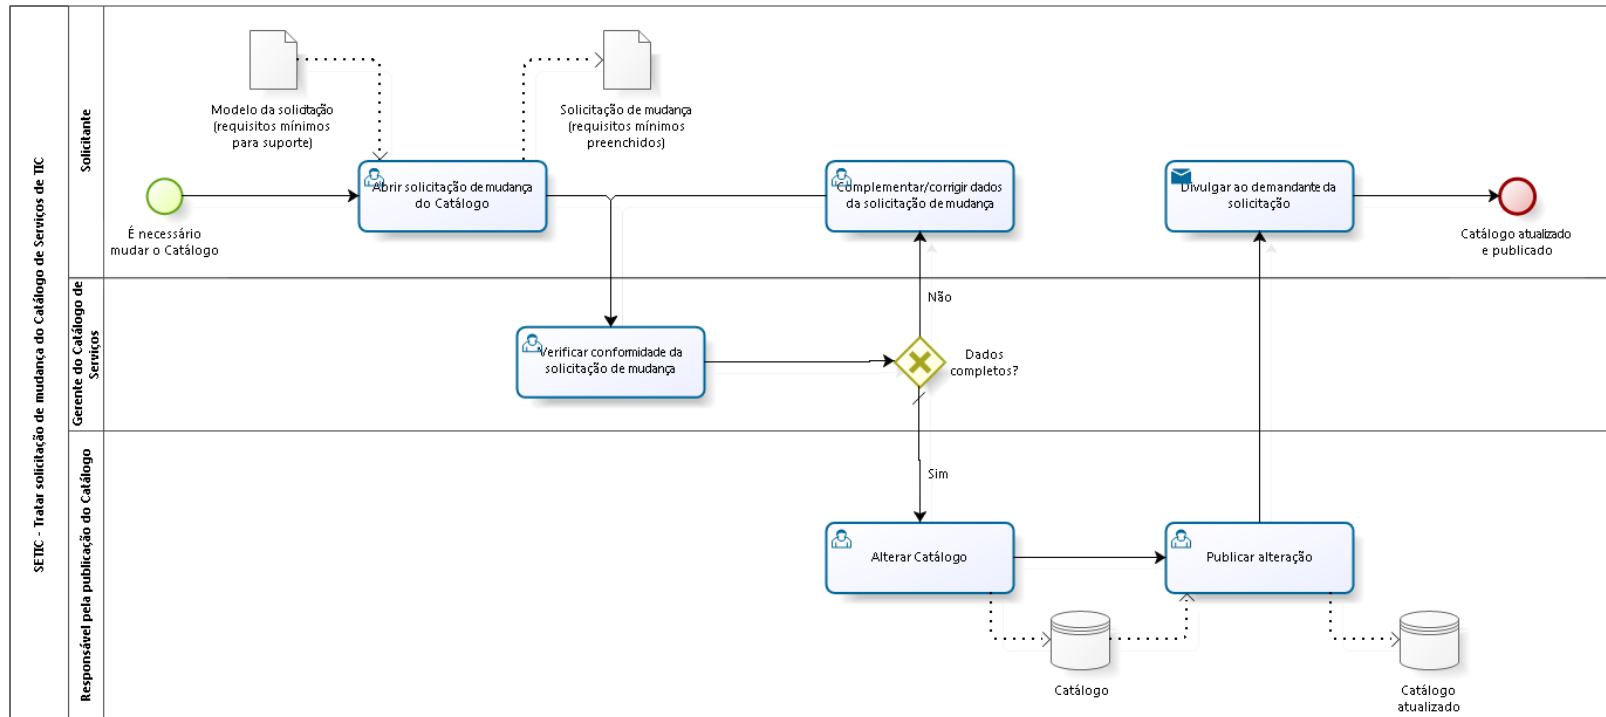 SETIC - Tratar solicitação de mudança do Catálogo de Serviços de TIC
Solicitante
Modelo da solicitação
(requisitos mínimos
para suporte)
Solicitação de mudança
(requisitos mínimos
preenchidos)
É necessário
mudar o Catálogo
Abrir solicitação de mudança
do Catálogo
Complementar/corrigir dados
da solicitação de mudança
Divulgar ao demandante da
solicitação
Catálogo atualizado
e publicado
Gerente do Catálogo de
Serviços
Verificar conformidade da
solicitação de mudança
Não
Dados
completos?
Sim
Responsável pela publicação do Catálogo
Alterar Catálogo
Publicar alteração
Catálogo
Catálogo
atualizado